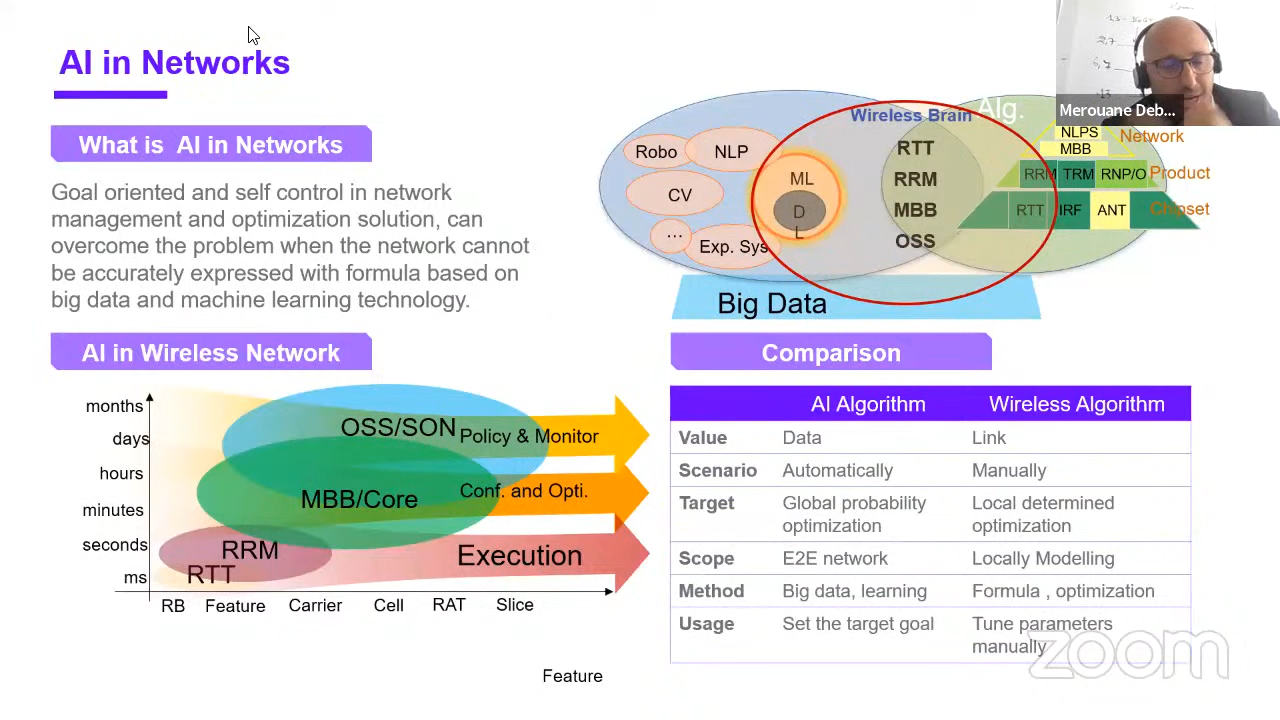 AI in Networks
What is AI in Networks
Goal oriented and self control in network
management and optimization solution, can
overcome the problem when the network cannot
be accurately expressed with formula based on
big data and machine learning technology.
Merouane Deb...
Alg.
Wireless Brain
Robo
NLP
CV
...
Exp. Sys
ML
D
L
RTT
RRM
MBB
OSS
NLPS
MBB
Network
RRM
TRM
RNP/O
Product
RTT
IRF
ANT
Chipset
Big Data
AI in Wireless Network
months
days
hours
minutes
seconds
ms
OSS/SON
Policy & Monitor
MBB/Core
Conf. and Opti.
RRM
RTT
Execution
RB Feature Carrier Cell RAT Slice
Feature
Comparison
AI Algorithm Wireless Algorithm
Value Data Link
Scenario Automatically Manually
Target Global probability Local determined
optimization optimization
Scope E2E network Locally Modelling
Method Big data, learning Formula , optimization
Usage Set the target goal Tune parameters
manually
zoom